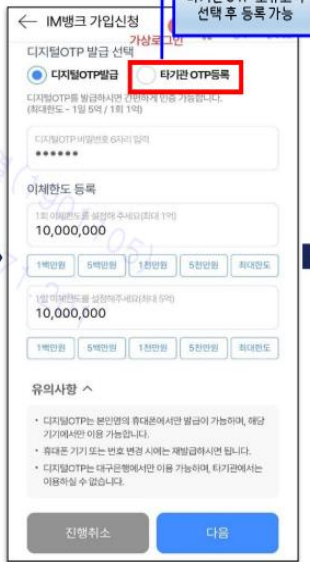 선택 후 등록 가능
← IM뱅크 가입신청
가상로그인
디지털OTP 발급 선택
디지털OTP발급 타기관 OTP등록
디지털OTP를 발급하시면 간편하게 인증 가능합니다.
(최대한도 - 1일 5억 / 1회 1억)
디지털OTP 비밀번호 6자리 입력
••••••
이체한도 등록
1회 이체한도를 설정해 주세요(최대 1억)
10,000,000
1백만원 5백만원 1천만원 5천만원 최대한도
1일 이체한도를 설정해주세요(최대 5억)
10,000,000
1백만원 5백만원 1천만원 5천만원 최대한도
유의사항 ^
• 디지털OTP는 본인명의 휴대폰에서만 발급이 가능하며, 해당
기기에서만 이용 가능합니다.
• 휴대폰 기기 또는 번호 변경 시에는 재발급하시면 됩니다.
• 디지털OTP는 대구은행에서만 이용 가능하며, 타기관에서는
이용하실 수 없습니다.
진행취소 다음